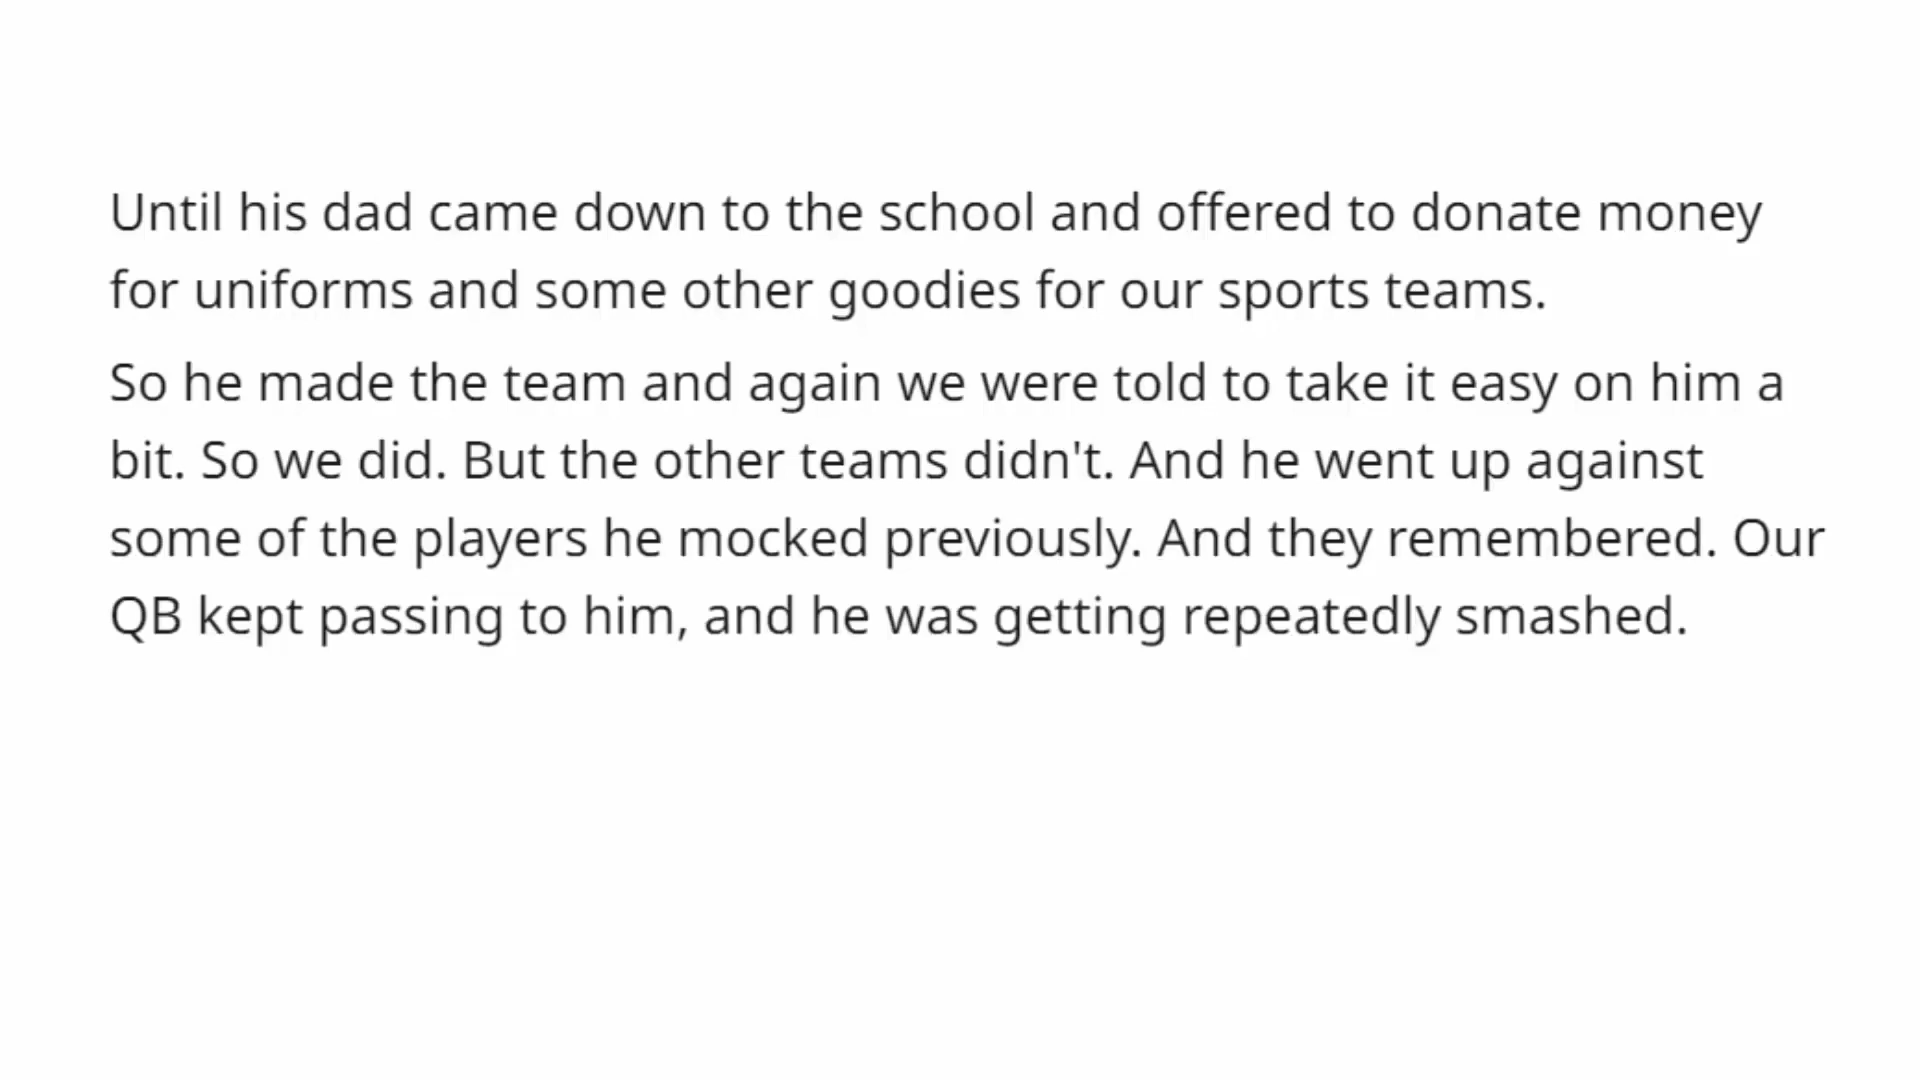 Until his dad came down to the school and offered to donate money
for uniforms and some other goodies for our sports teams.
So he made the team and again we were told to take it easy on him a
bit. So we did. But the other teams didn't. And he went up against
some of the players he mocked previously. And they remembered. Our
QB kept passing to him, and he was getting repeatedly smashed.